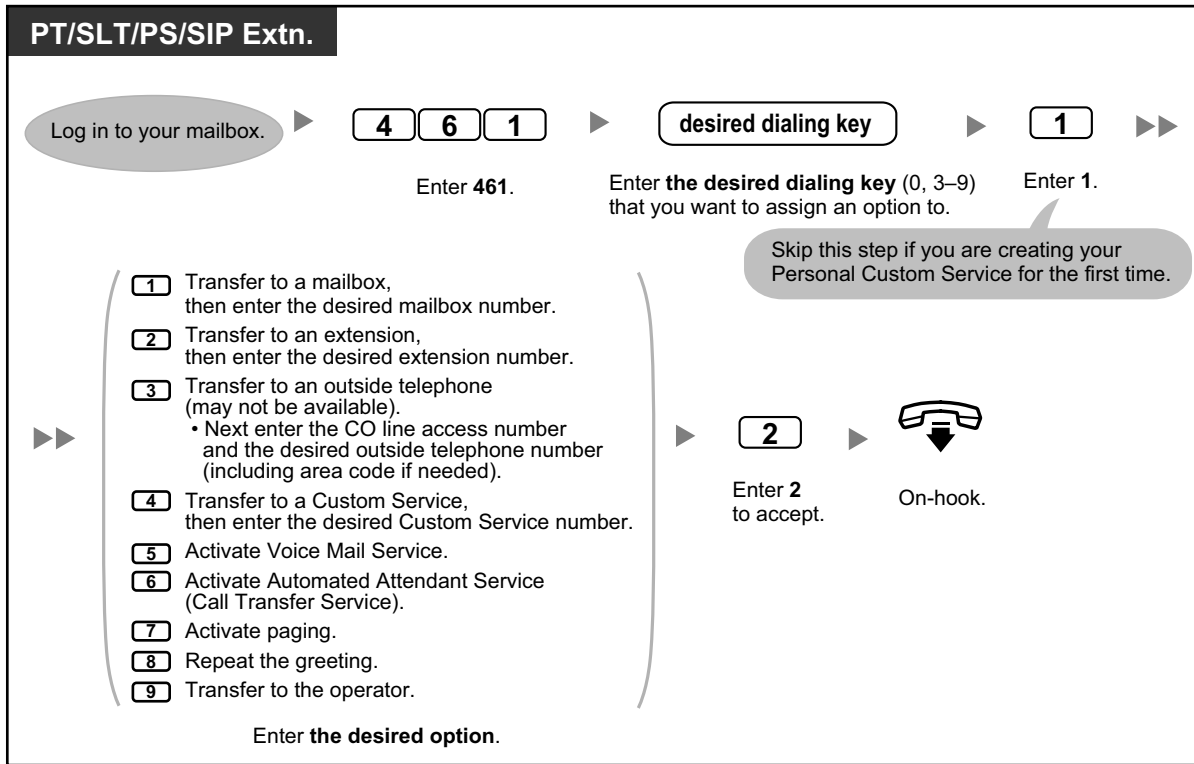 PT/SLT/PS/SIP Extn.
Log in to your mailbox.
4 6 1
desired dialing key
1
Enter 461.
Enter the desired dialing key (0, 3–9)
that you want to assign an option to.
Enter 1.
Skip this step if you are creating your
Personal Custom Service for the first time.
1 Transfer to a mailbox,
then enter the desired mailbox number.
2 Transfer to an extension,
then enter the desired extension number.
3 Transfer to an outside telephone
(may not be available).
• Next enter the CO line access number
and the desired outside telephone number
(including area code if needed).
4 Transfer to a Custom Service,
then enter the desired Custom Service number.
5 Activate Voice Mail Service.
6 Activate Automated Attendant Service
(Call Transfer Service).
7 Activate paging.
8 Repeat the greeting.
9 Transfer to the operator.
Enter the desired option.
2
Enter 2
to accept.
On-hook.